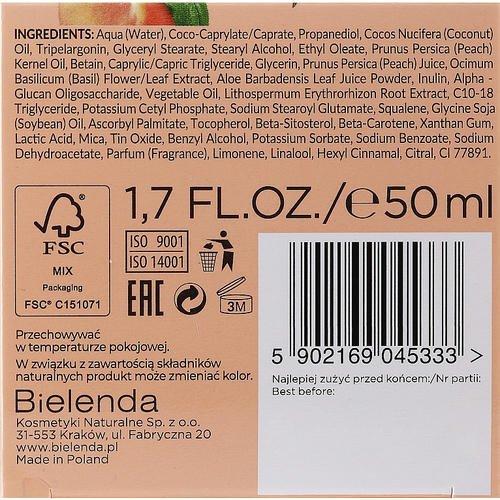 INGREDIENTS: Aqua (Water), Coco-Caprylate/Caprate, Propanediol, Cocos Nucifera (Coconut)
Oil, Tripelargonin, Glyceryl Stearate, Stearyl Alcohol, Ethyl Oleate, Prunus Persica (Peach)
Kernel Oil, Betain, Caprylic/Capric Triglyceride, Glycerin, Prunus Persica (Peach) Juice, Ocimum
Basilicum (Basil) Flower/Leaf Extract, Aloe Barbadensis Leaf Juice Powder, Inulin, Alpha -
Glucan Oligosaccharide, Vegetable Oil, Lithospermum Erythrorhizon Root Extract, C10-18
Triglyceride, Potassium Cetyl Phosphate, Sodium Stearoyl Glutamate, Squalene, Glycine Soja
(Soybean) Oil, Ascorbyl Palmitate, Tocopherol, Beta-Sitosterol, Beta-Carotene, Xanthan Gum,
Lactic Acid, Mica, Tin Oxide, Benzyl Alcohol, Potassium Sorbate, Sodium Benzoate, Sodium
Dehydroacetate, Parfum (Fragrance), Limonene, Linalool, Hexyl Cinnamal, Citral, CI 77891.
FSC
MIX
Packaging
FSC® C151071
1,7 FL.OZ./℮50ml
ISO 9001
ISO 14001
EAC
3M
5 902169 045333 >
Przechowywać
w temperaturze pokojowej.
W związku z zawartością składników
naturalnych produkt może zmieniać kolor.
Najlepiej zużyć przed końcem:/Nr partii:
Best before:
Bielenda
Kosmetyki Naturalne Sp. z o.o.
31-553 Kraków, ul. Fabryczna 20
www.bielenda.pl
Made in Poland